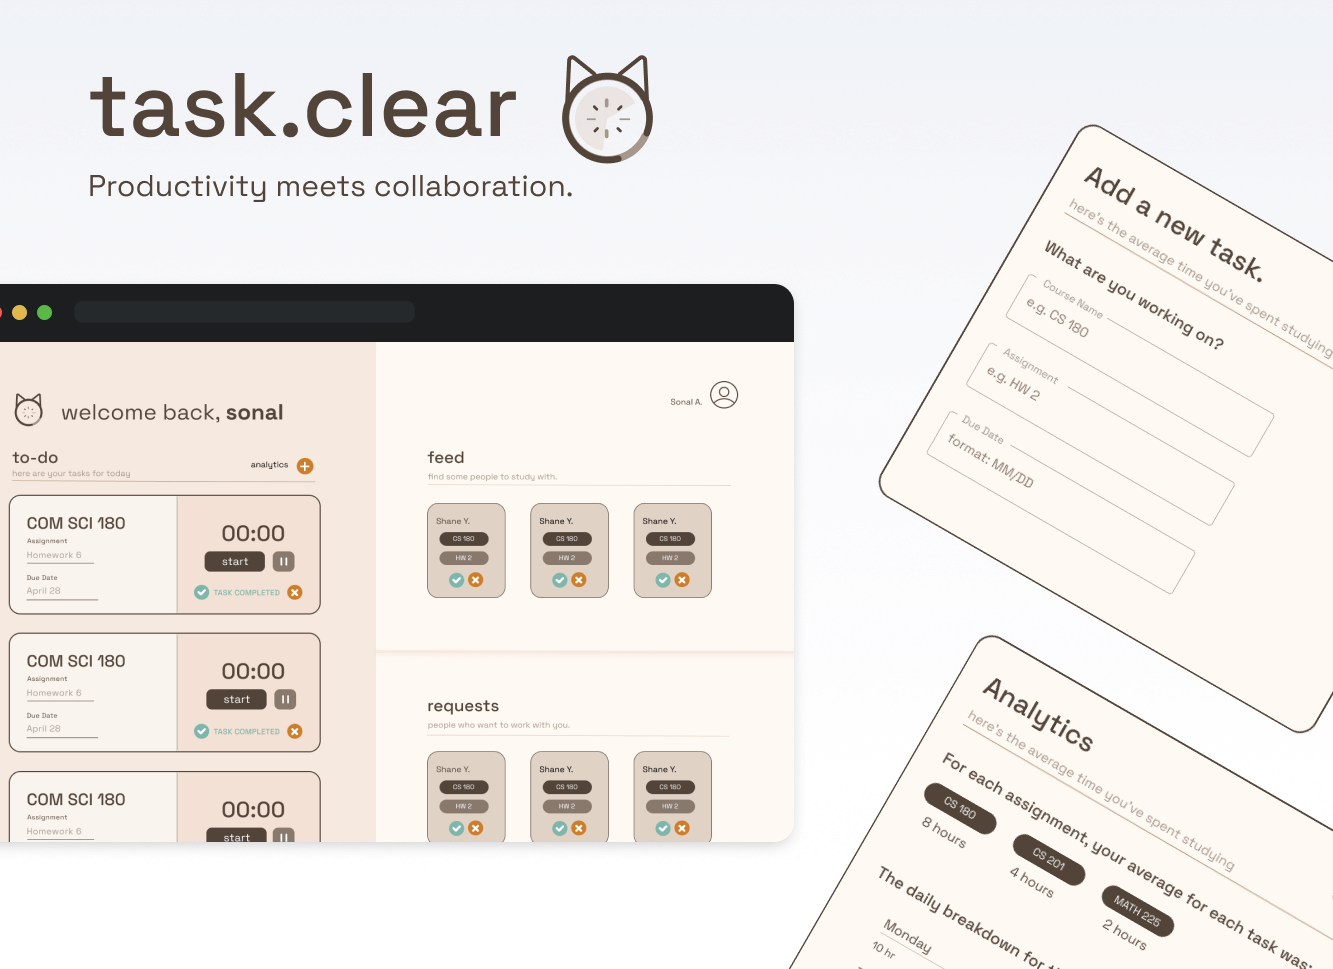 task.clear
Productivity meets collaboration.
welcome back, sonal
to-do
here are your tasks for today
analytics
COM SCI 180
Assignment
Homework 6
Due Date
April 28
00:00
start
TASK COMPLETED
COM SCI 180
Assignment
Homework 6
Due Date
April 28
00:00
start
TASK COMPLETED
COM SCI 180
Assignment
Homework 6
00:00
start
Sonal A.
feed
find some people to study with.
Shane Y.
CS 180
HW 2
Shane Y.
CS 180
HW 2
Shane Y.
CS 180
HW 2
requests
people who want to work with you.
Shane Y.
CS 180
HW 2
Shane Y.
CS 180
HW 2
Shane Y.
CS 180
HW 2
Add a new task.
here's the average time you've spent studying
What are you working on?
Course Name
e.g. CS 180
Assignment
e.g. HW 2
Due Date
format: MM/DD
Analytics
here's the average time you've spent studying
For each assignment, your average for each task was:
CS 180
8 hours
CS 201
4 hours
MATH 225
2 hours
The daily breakdown for
Monday
10 hr